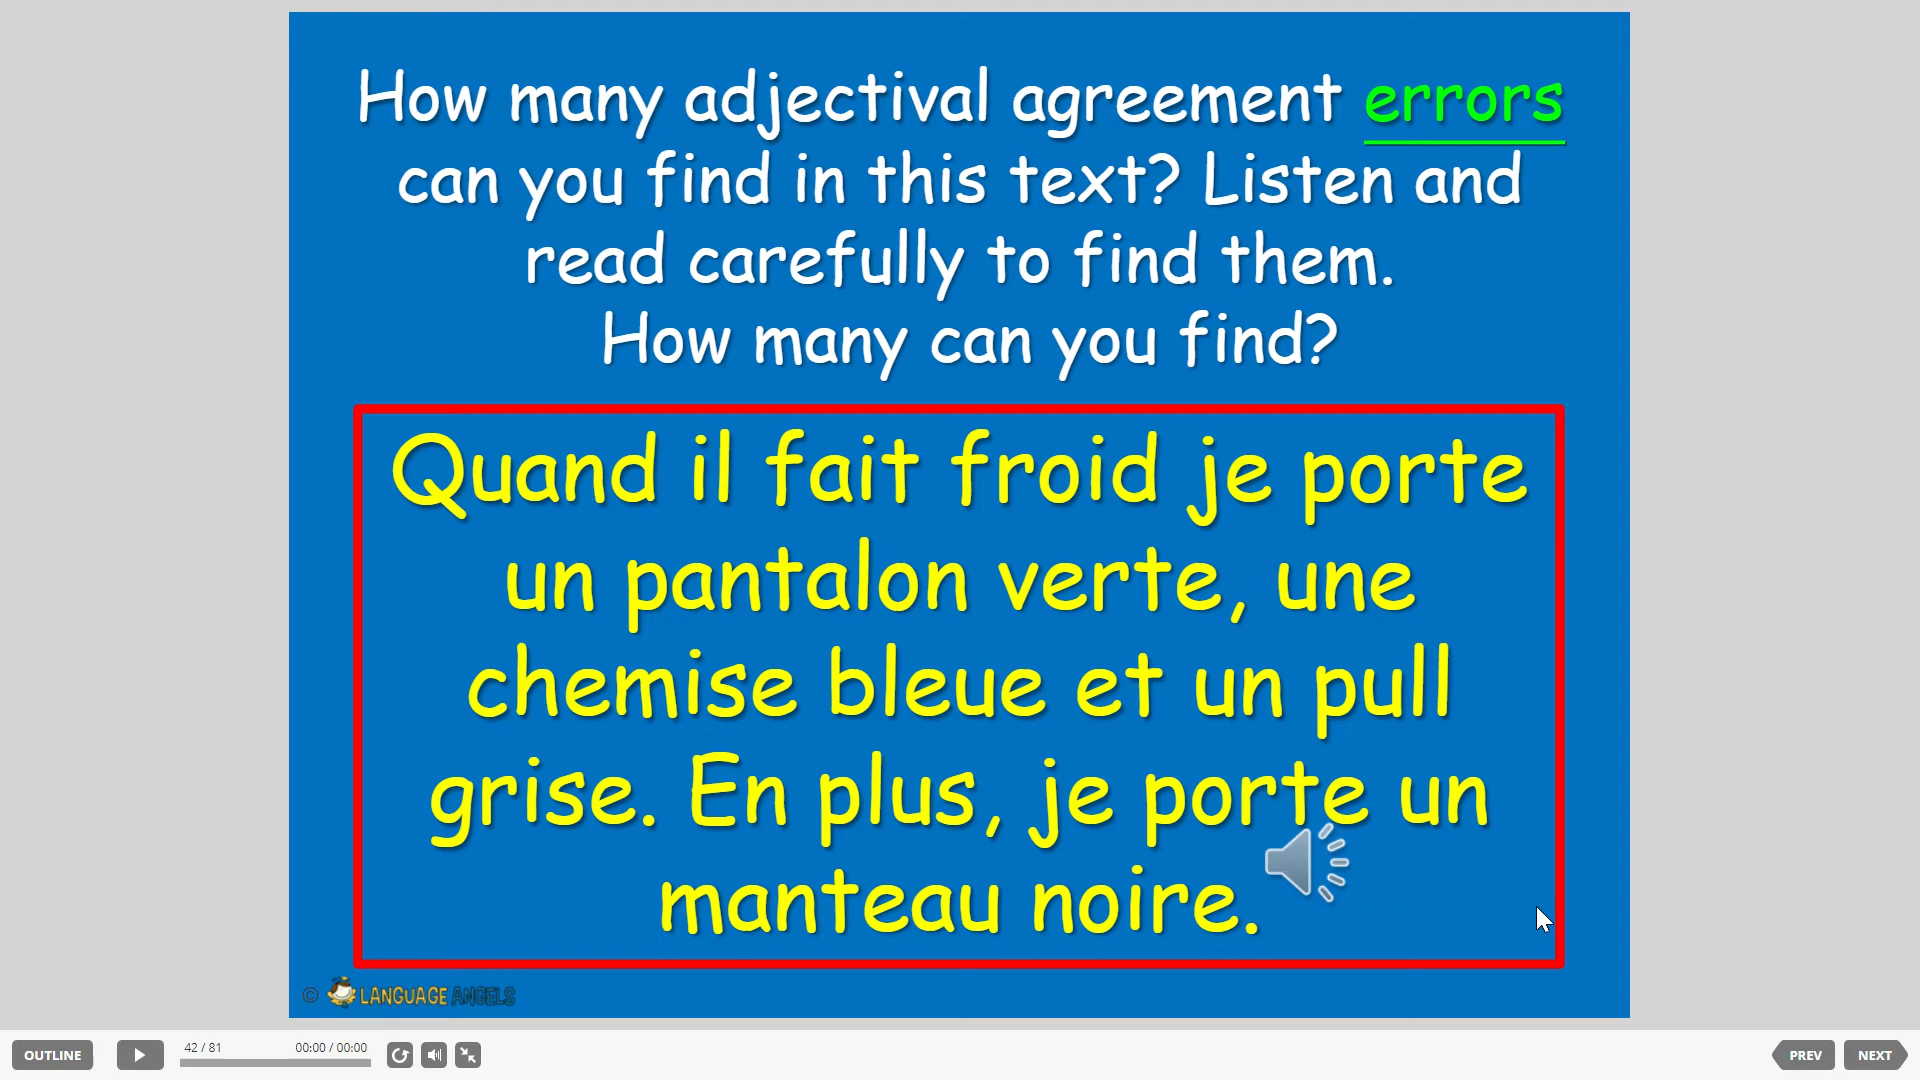 How many adjectival agreement errors
can you find in this text? Listen and
read carefully to find them.
How many can you find?
Quand il fait froid je porte
un pantalon verte, une
chemise bleue et un pull
grise. En plus, je porte un
manteau noire.
© LANGUAGE ANGELS
OUTLINE
42 / 81
00:00 / 00:00
PREV
NEXT